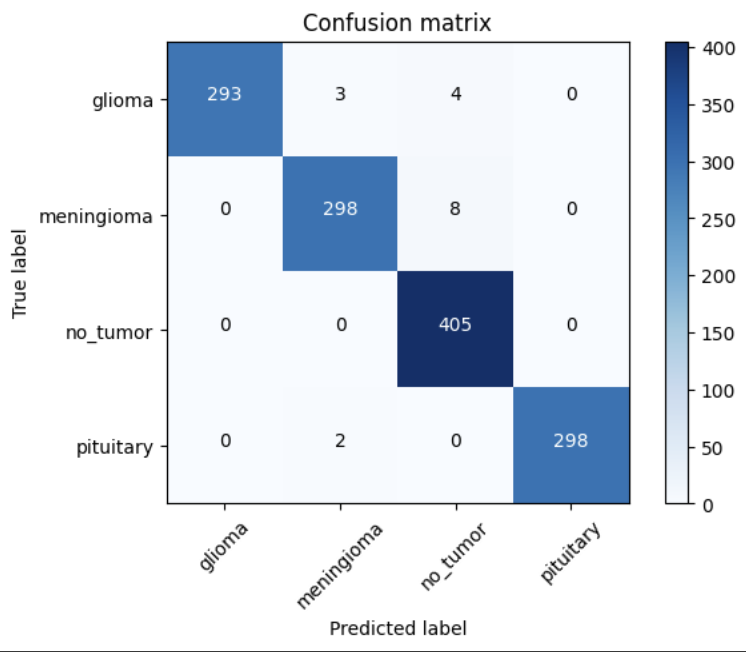 Confusion matrix
glioma 293 3 4 0
meningioma 0 298 8 0
no_tumor 0 0 405 0
pituitary 0 2 0 298
True label
glioma meningioma no_tumor pituitary
Predicted label
400
350
300
250
200
150
100
50
0